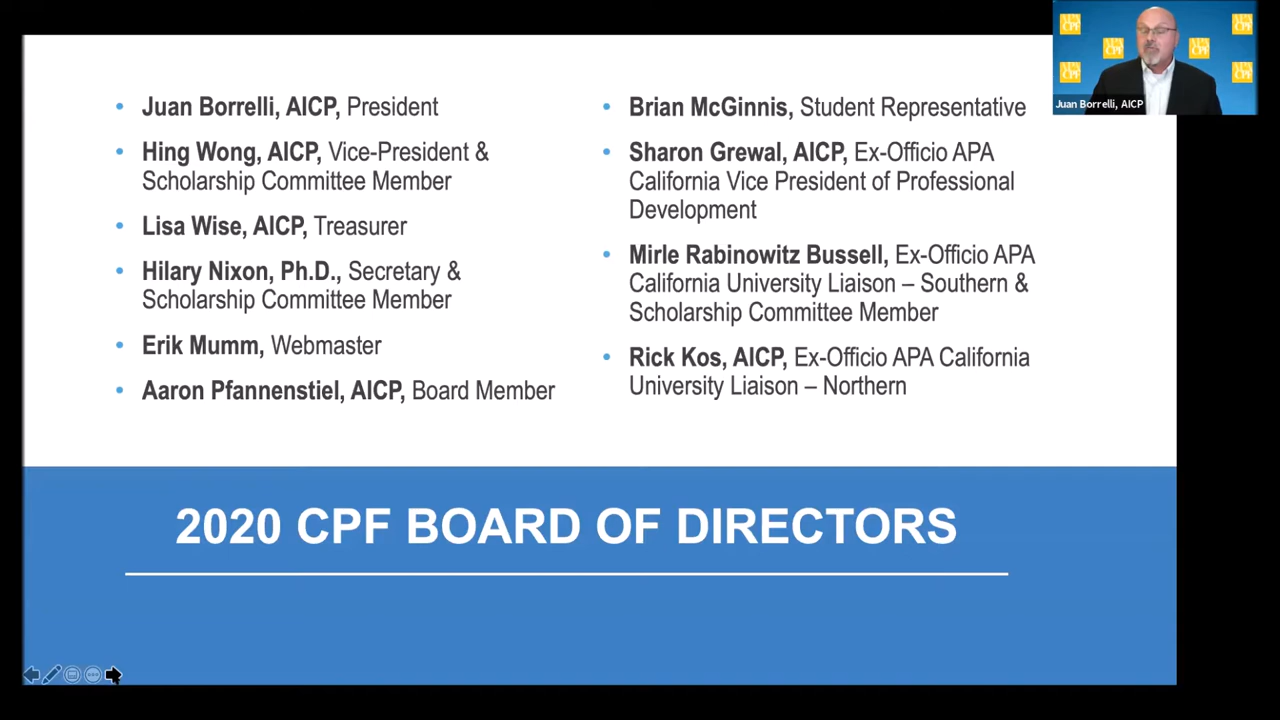 Juan Borrelli, AICP, President
Hing Wong, AICP, Vice-President &
Scholarship Committee Member
Lisa Wise, AICP, Treasurer
Hilary Nixon, Ph.D., Secretary &
Scholarship Committee Member
Erik Mumm, Webmaster
Aaron Pfannenstiel, AICP, Board Member
Brian McGinnis, Student Representative
Sharon Grewal, AICP, Ex-Officio APA
California Vice President of Professional
Development
Mirle Rabinowitz Bussell, Ex-Officio APA
California University Liaison – Southern &
Scholarship Committee Member
Rick Kos, AICP, Ex-Officio APA California
University Liaison – Northern
2020 CPF BOARD OF DIRECTORS
Juan Borrelli, AICP